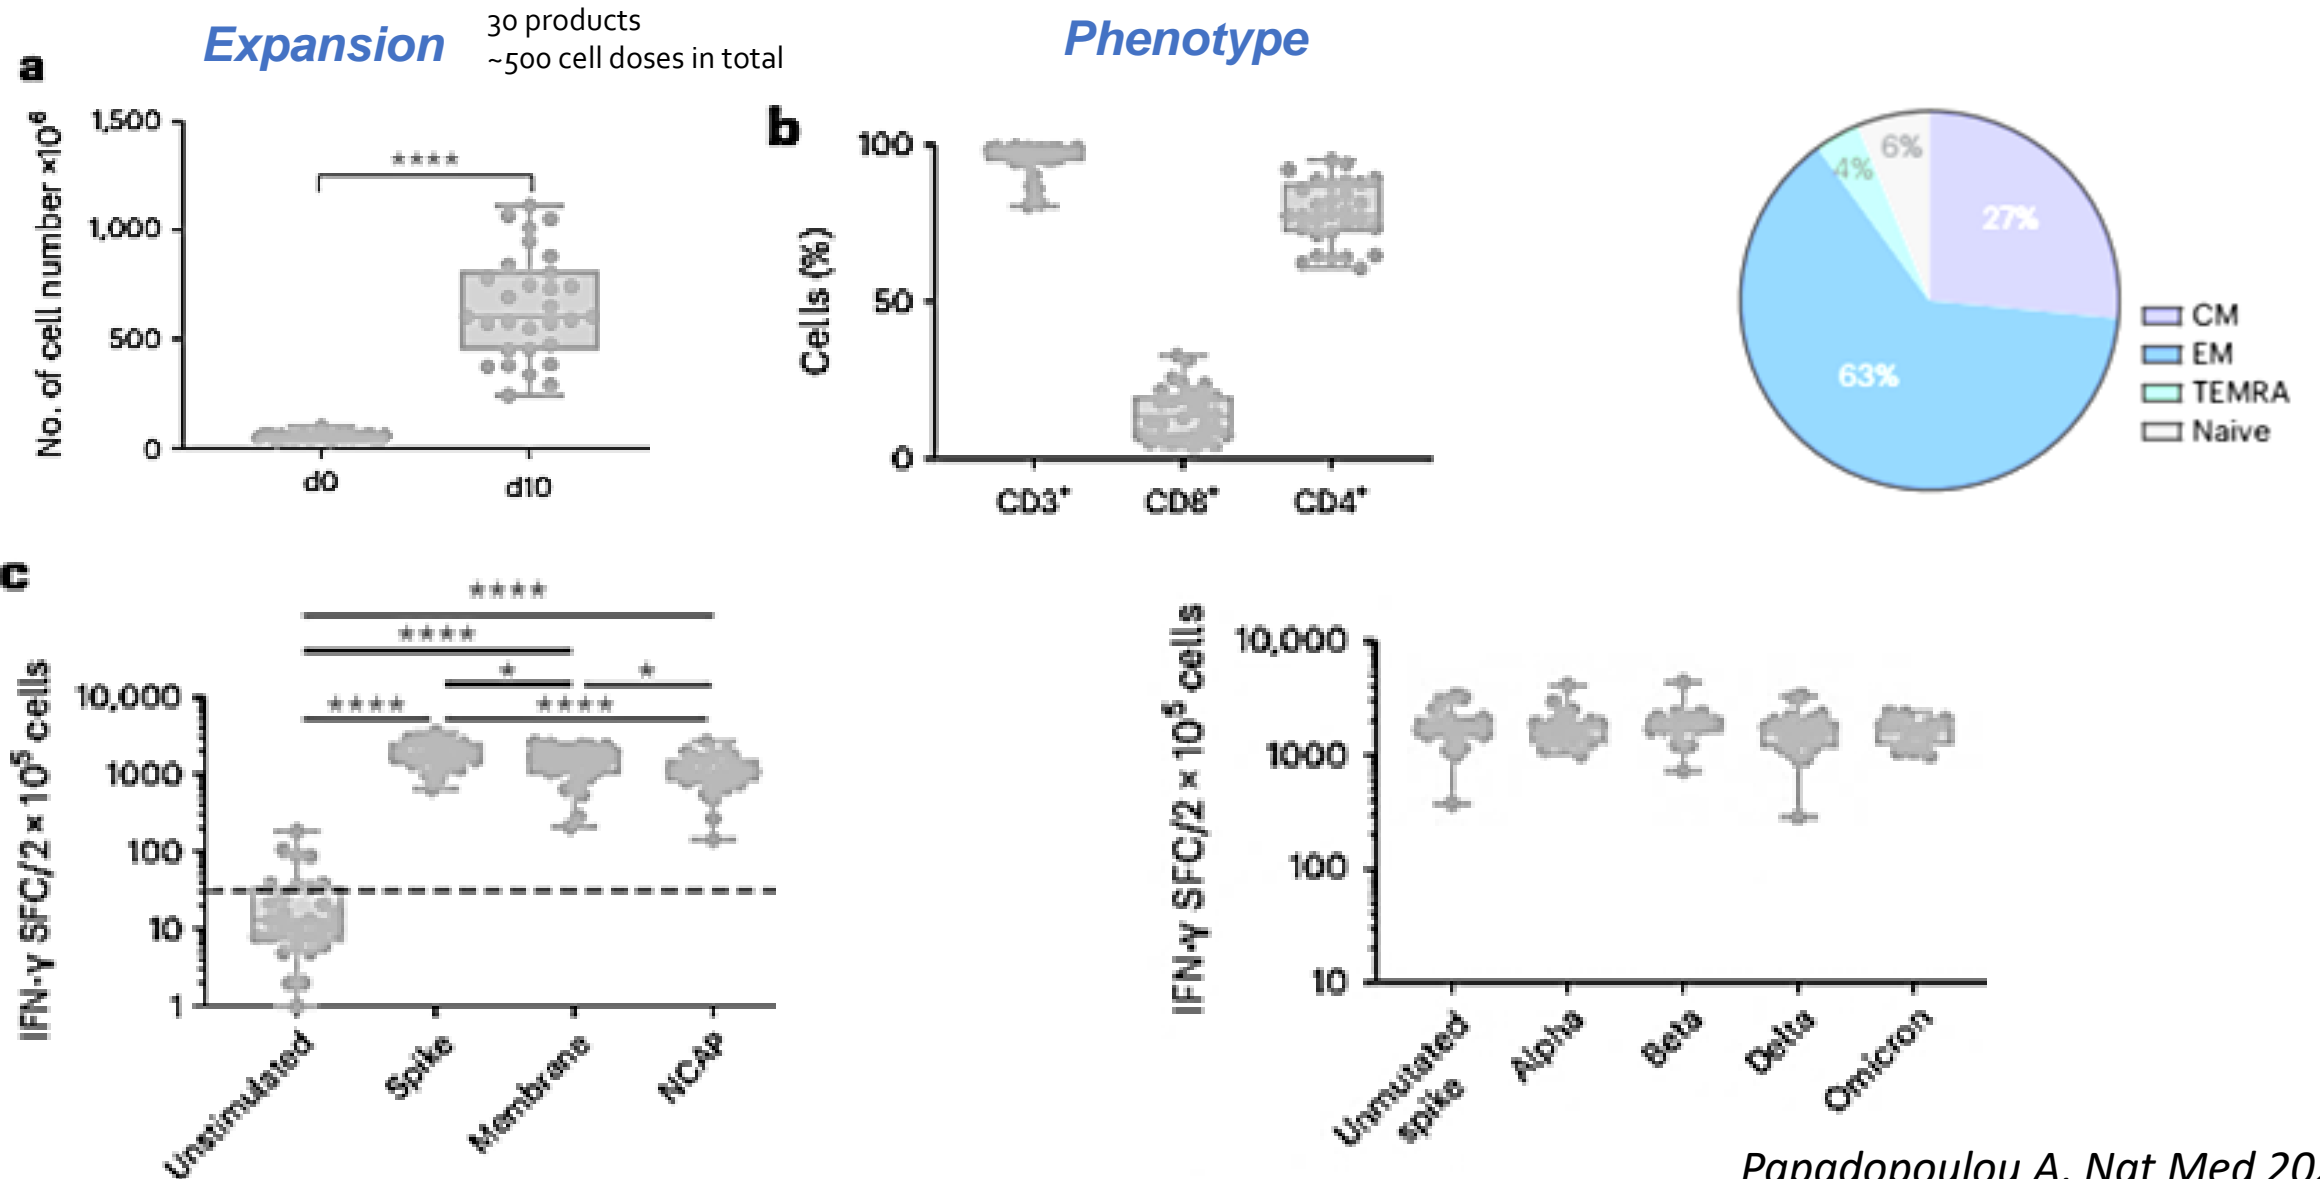 Expansion
30 products
~500 cell doses in total
Phenotype
a
No. of cell number ×10⁶
1,500
1,000
500
0
****
d0
d10
b
Cells (%)
100
50
0
CD3⁺
CD8⁺
CD4⁺
27%
63%
4%
6%
CM
EM
TEMRA
Naive
c
IFN-γ SFC/2 × 10⁵ cells
10,000
1000
100
10
1
****
****
*
*
****
****
Unstimulated
Spike
Membrane
NCAP
IFN-γ SFC/2 × 10⁵ cells
10,000
1000
100
10
Unmutated
spike
Alpha
Beta
Delta
Omicron
Papadopoulou A. Nat Med